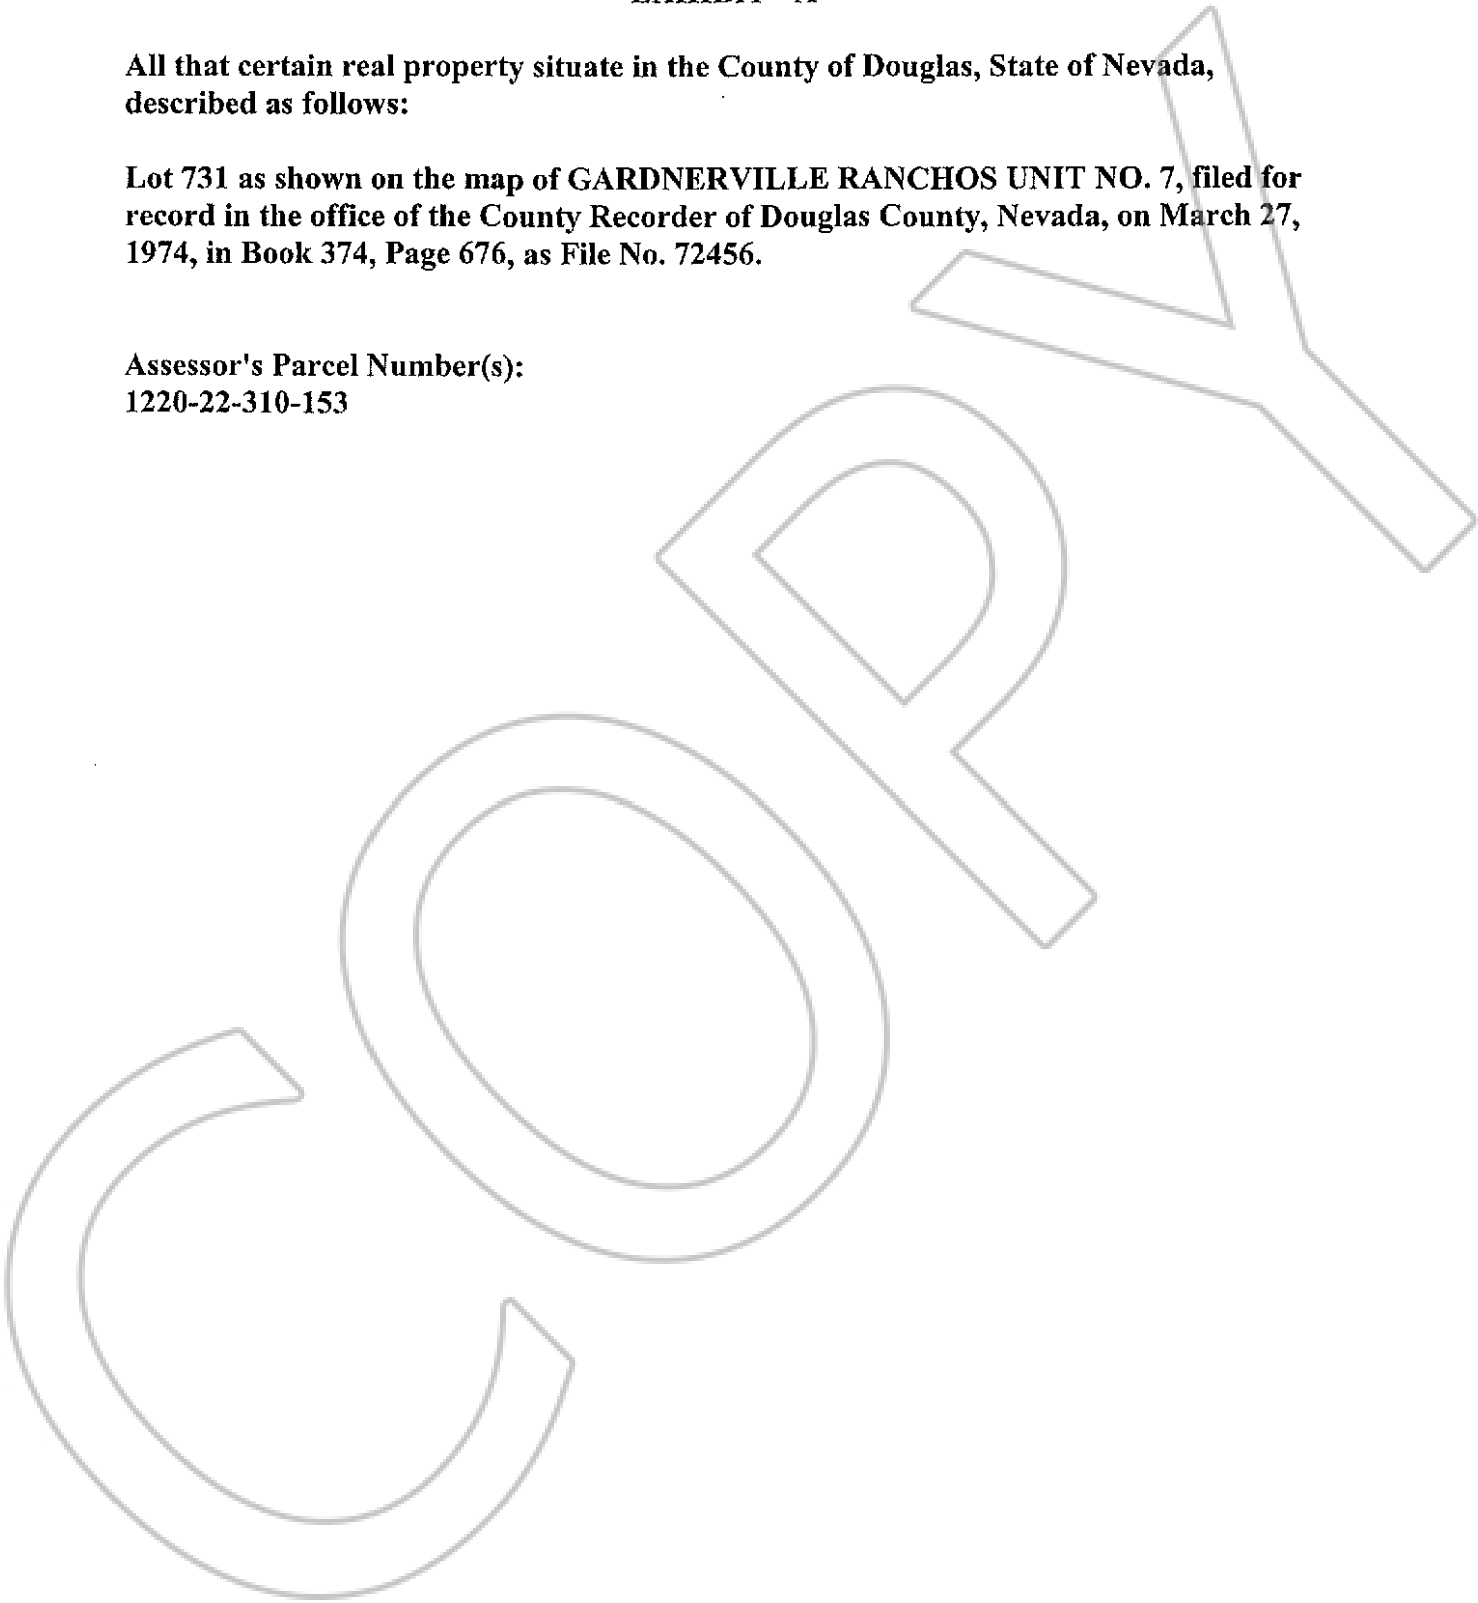 All that certain real property situate in the County of Douglas, State of Nevada,
described as follows:
Lot 731 as shown on the map of GARDNERVILLE RANCHOS UNIT NO. 7, filed for
record in the office of the County Recorder of Douglas County, Nevada, on March 27,
1974, in Book 374, Page 676, as File No. 72456.
Assessor's Parcel Number(s):
1220-22-310-153
COPY